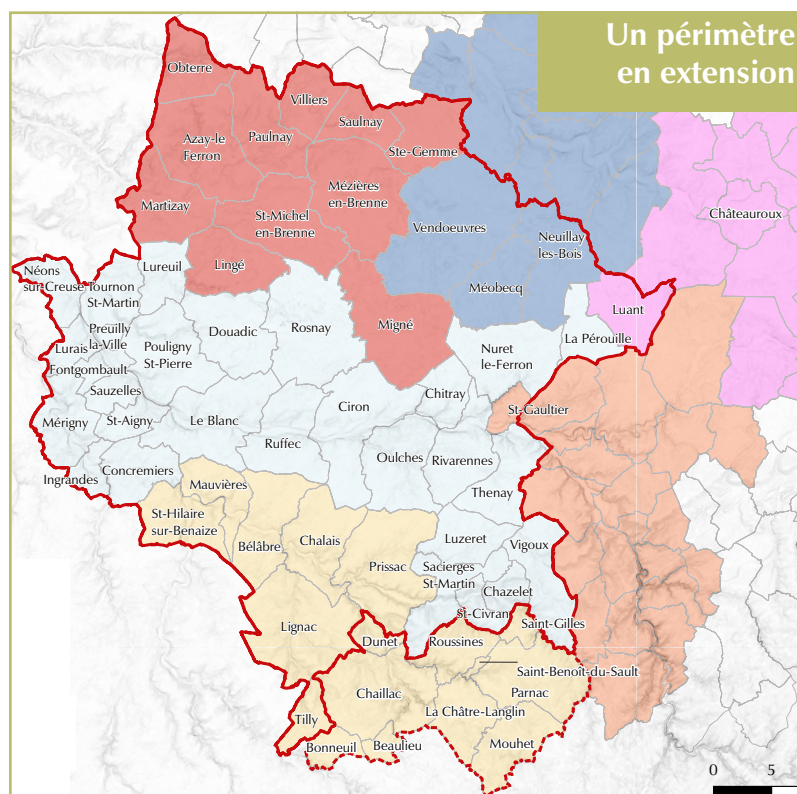 Un périmètre
en extension
Obterre
Villiers
Saulnay
Azay-le
Ferron
Paulnay
Ste-Gemme
Mézières
en-Brenne
Martizay
St-Michel
en-Brenne
Châteauroux
Vendoeuvres
Neuillay
les-Bois
Lingé
Lureuil
Néons
sur-Creuse
Tournon
St-Martin
Méobecq
Luant
Migné
Rosnay
Douadic
Preuilly
la-Ville
Lurais
Pouligny
St-Pierre
La Pérouille
Nuret
le-Ferron
Fontgombault
Sauzelles
Chitray
Ciron
St-Gaultier
Mérigny
St-Aigny
Le Blanc
Ruffec
Oulches
Rivarennes
Ingrandes
Concremiers
Mauvières
Thenay
St-Hilaire
sur-Benaize
Bélâbre
Chalais
Luzeret
Vigoux
Prissac
Sacierges
St-Martin
Chazelet
St-Civran
Saint-Gilles
Lignac
Dunet
Roussines
Saint-Benoît-du-Sault
Chaillac
Parnac
La Châtre-Langlin
Tilly
Bonneuil
Beaulieu
Mouhet
0 5